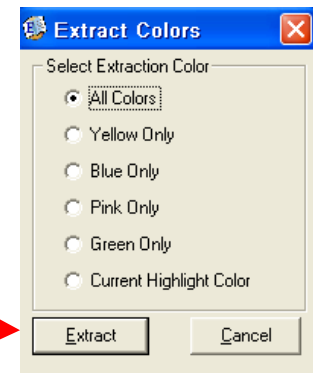 Extract Colors
Select Extraction Color
All Colors
Yellow Only
Blue Only
Pink Only
Green Only
Current Highlight Color
Extract Cancel